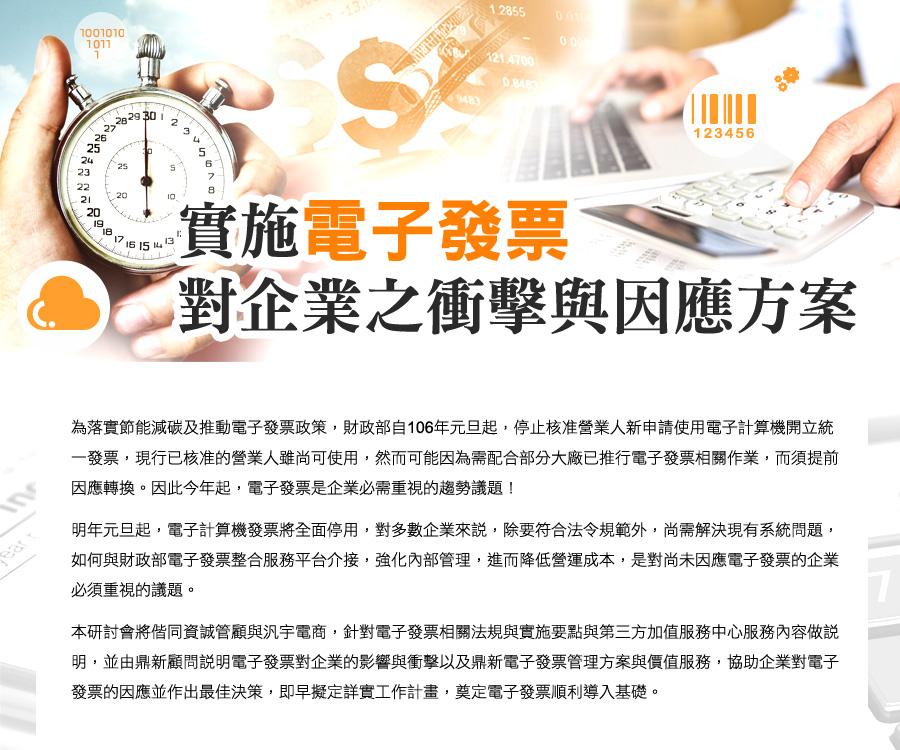 1001010
1011
1
1.2855
121.4700
0.8482
9483
123456
實施電子發票
對企業之衝擊與因應方案
為落實節能減碳及推動電子發票政策，財政部自106年元旦起，停止核准營業人新申請使用電子計算機開立統
一發票，現行已核准的營業人雖尚可使用，然而可能因為需配合部分大廠已推行電子發票相關作業，而須提前
因應轉換。因此今年起，電子發票是企業必需重視的趨勢議題！
明年元旦起，電子計算機發票將全面停用，對多數企業來說，除要符合法令規範外，尚需解決現有系統問題，
如何與財政部電子發票整合服務平台介接，強化內部管理，進而降低營運成本，是對尚未因應電子發票的企業
必須重視的議題。
本研討會將偕同資誠管顧與汎宇電商，針對電子發票相關法規與實施要點與第三方加值服務中心服務內容做說
明，並由鼎新顧問說明電子發票對企業的影響與衝擊以及鼎新電子發票管理方案與價值服務，協助企業對電子
發票的因應並作出最佳決策，即早擬定詳實工作計畫，奠定電子發票順利導入基礎。